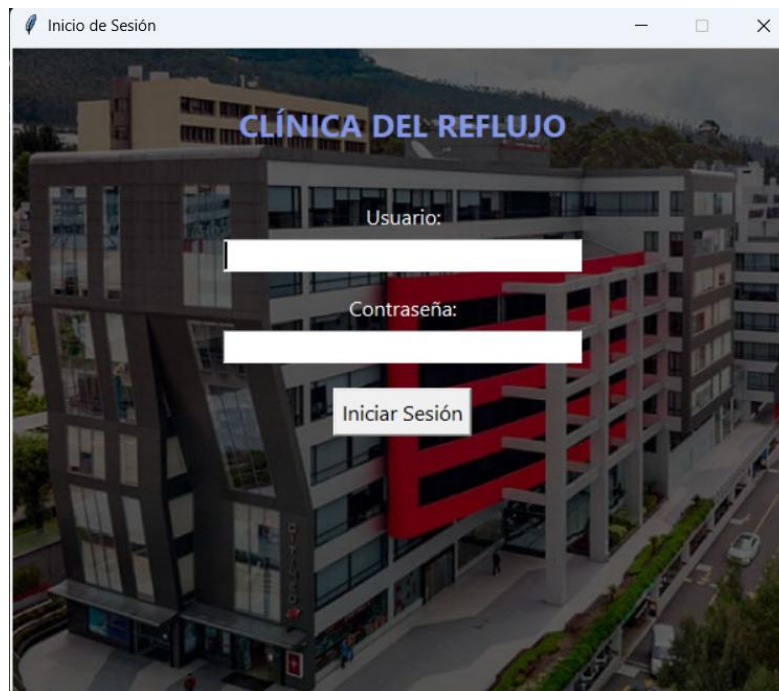 Inicio de Sesión
CLÍNICA DEL REFLUJO
Usuario:
Contraseña:
Iniciar Sesión